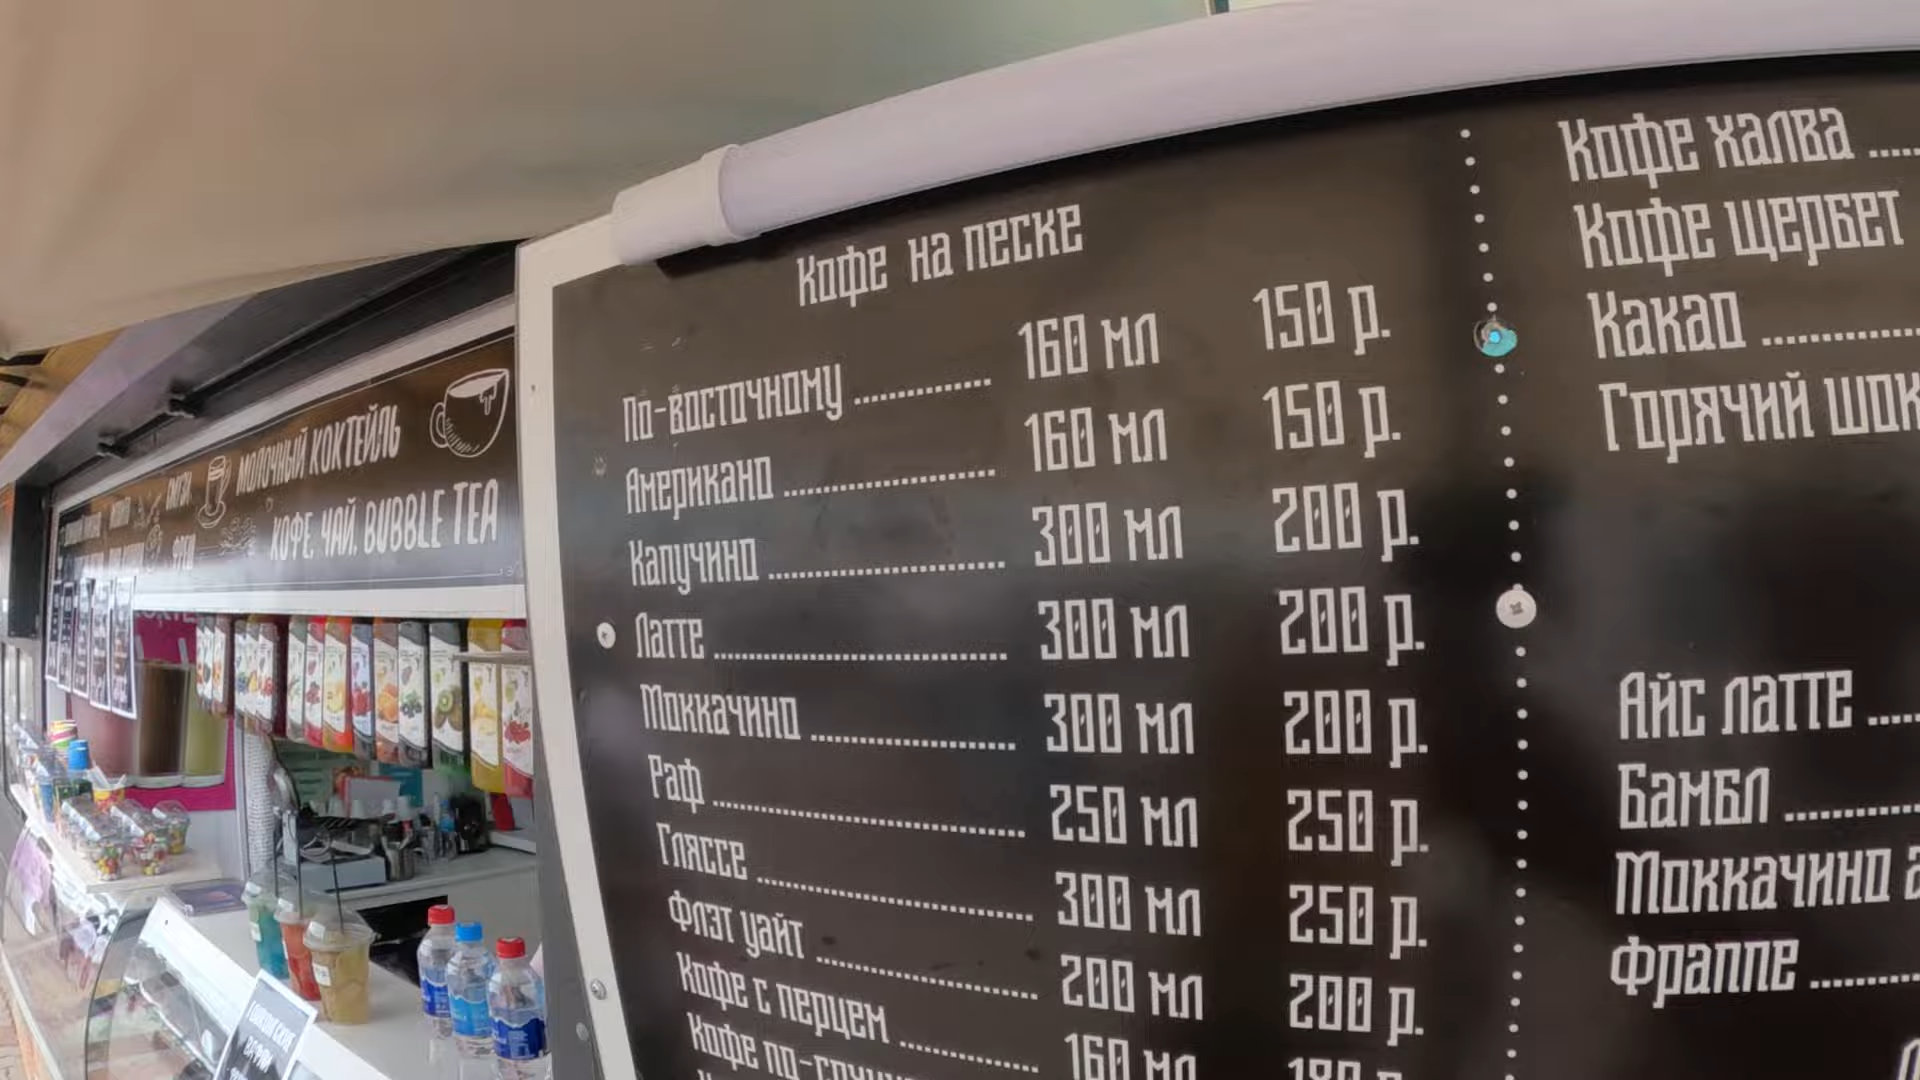 Кофе на песке
По-восточному ............ 160 мл 150 р.
Американо ............ 160 мл 150 р.
Капучино ............ 300 мл 200 р.
Латте ............ 300 мл 200 р.
Моккачино ............ 300 мл 200 р.
Раф ............ 250 мл 250 р.
Гляссе ............ 300 мл 250 р.
Флэт уайт ............ 200 мл 200 р.
Кофе с перцем ............ 160 мл 180 р.
Кофе
Кофе халва .....
Кофе щербет
Какао ............
Горячий шок
Айс латте ....
Бамбл ............
Моккачино а
Фраппе ............
МОЛОЧНЫЙ КОКТЕЙЛЬ
КОФЕ, ЧАЙ, BUBBLE TEA
ГОНКОНГСКИЕ
ВАФЛИ